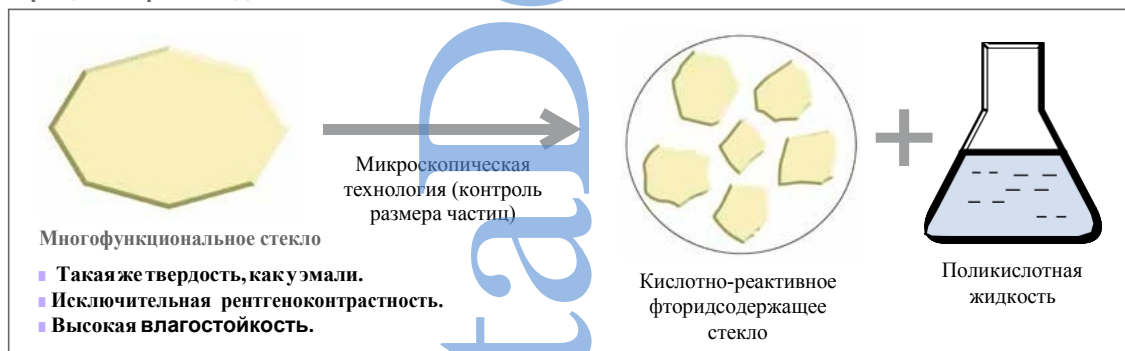 Микроскопическая
технология (контроль
размера частиц)
Многофункциональное стекло
Такая же твердость, как у эмали.
Исключительная рентгеноконтрастность.
Высокая влагостойкость.
Кислотно-реактивное
фторидсодержащее
стекло
Поликислотная
жидкость